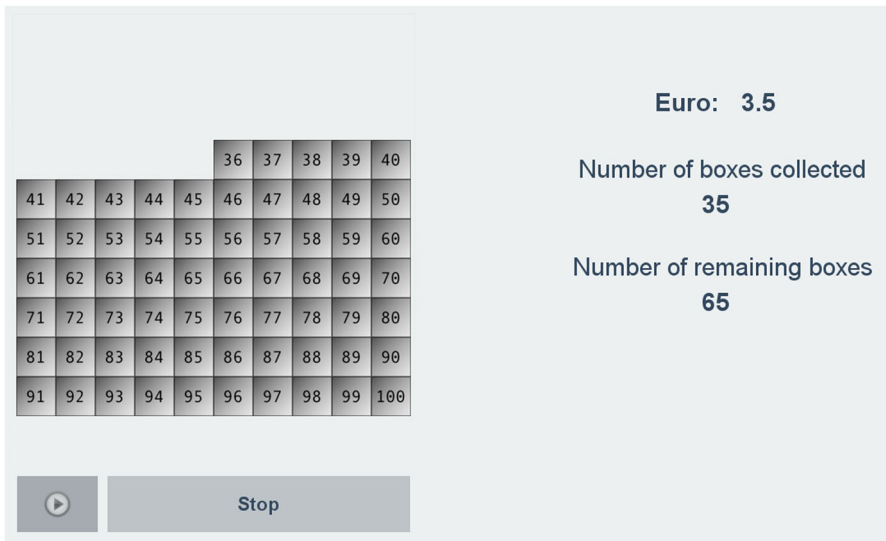 Euro: 3.5
36 37 38 39 40
Number of boxes collected
41 42 43 44 45 46 47 48 49 50
35
51 52 53 54 55 56 57 58 59 60
Number of remaining boxes
61 62 63 64 65 66 67 68 69 70
65
71 72 73 74 75 76 77 78 79 80
81 82 83 84 85 86 87 88 89 90
91 92 93 94 95 96 97 98 99 100
Stop